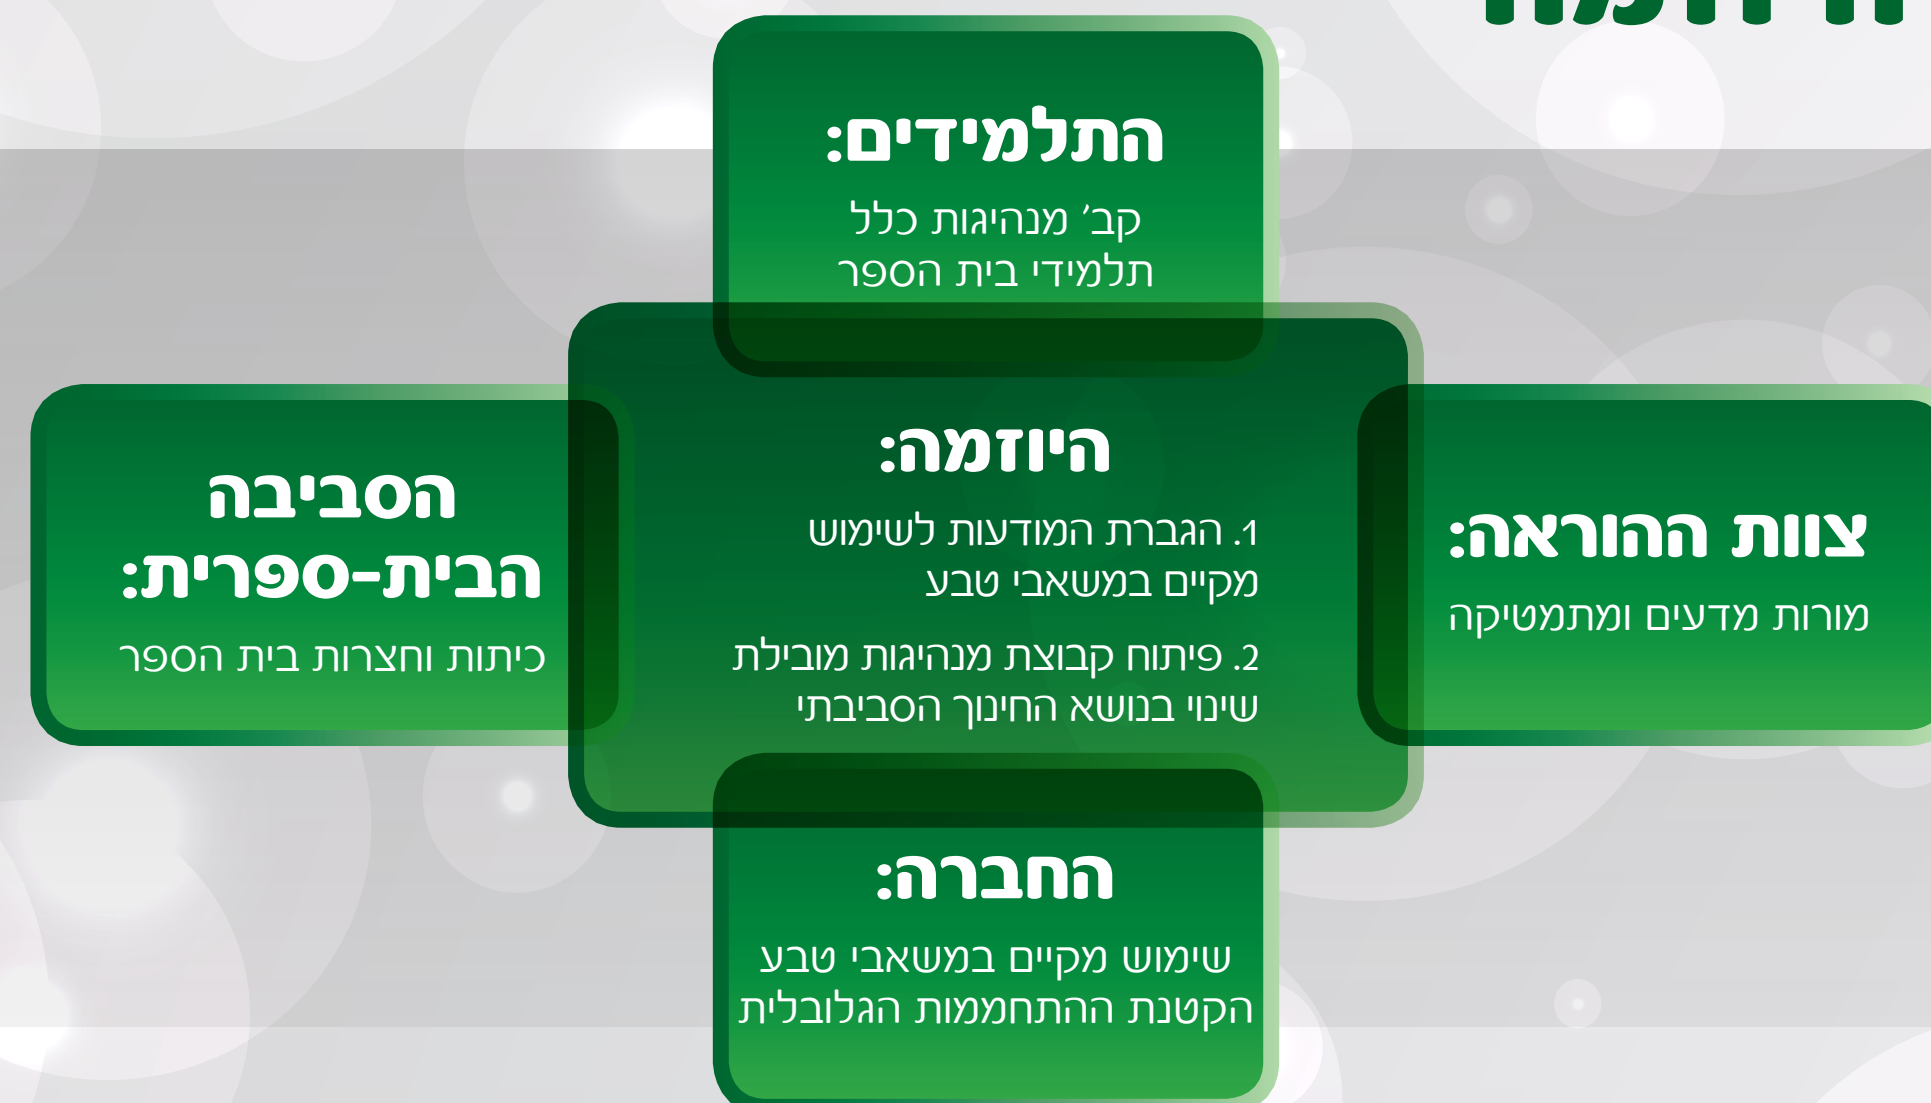 התלמידים:
קב' מנהיגות כלל
תלמידי בית הספר
היוזמה:
1. הגברת המודעות לשימוש
מקיים במשאבי טבע
2. פיתוח קבוצת מנהיגות מובילת
שינוי בנושא החינוך הסביבתי
צוות ההוראה:
מורות מדעים ומתמטיקה
הסביבה
הבית-ספרית:
כיתות וחצרות בית הספר
החברה:
שימוש מקיים במשאבי טבע
הקטנת ההתחממות הגלובלית